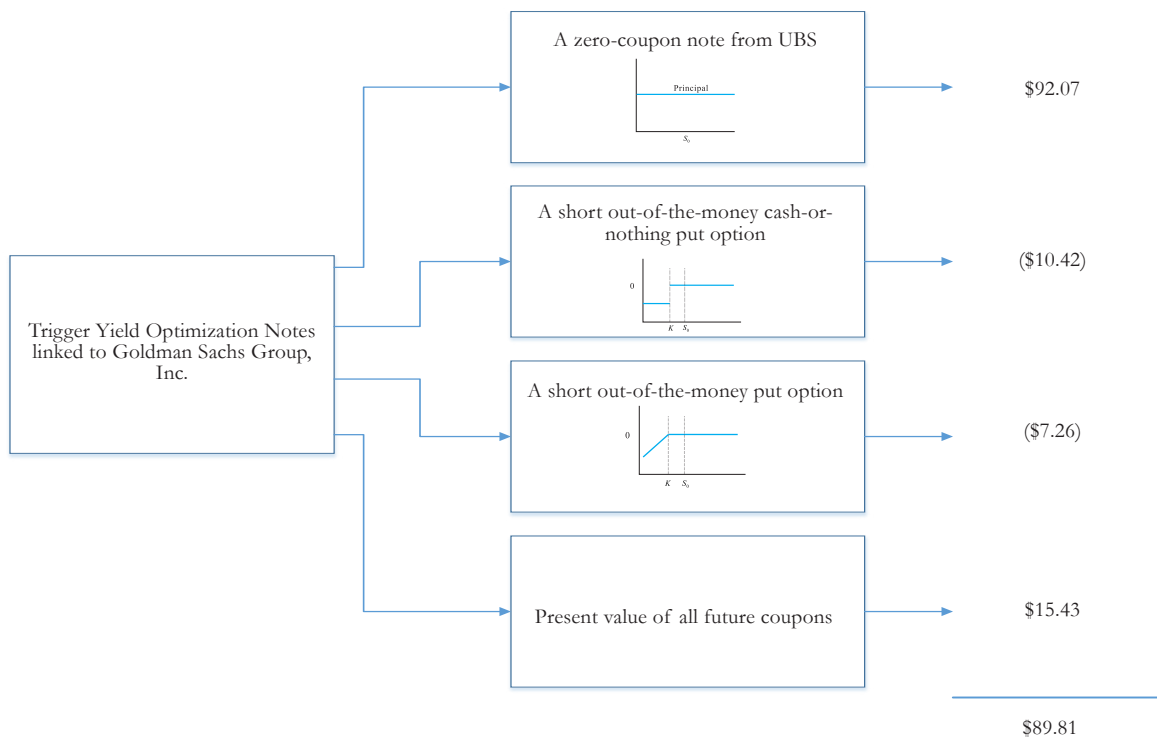 Trigger Yield Optimization Notes
linked to Goldman Sachs Group,
Inc.
A zero-coupon note from UBS
Principal
S₀
$92.07
A short out-of-the-money cash-or-
nothing put option
0
K S₀
($10.42)
A short out-of-the-money put option
0
K S₀
($7.26)
Present value of all future coupons
$15.43
$89.81